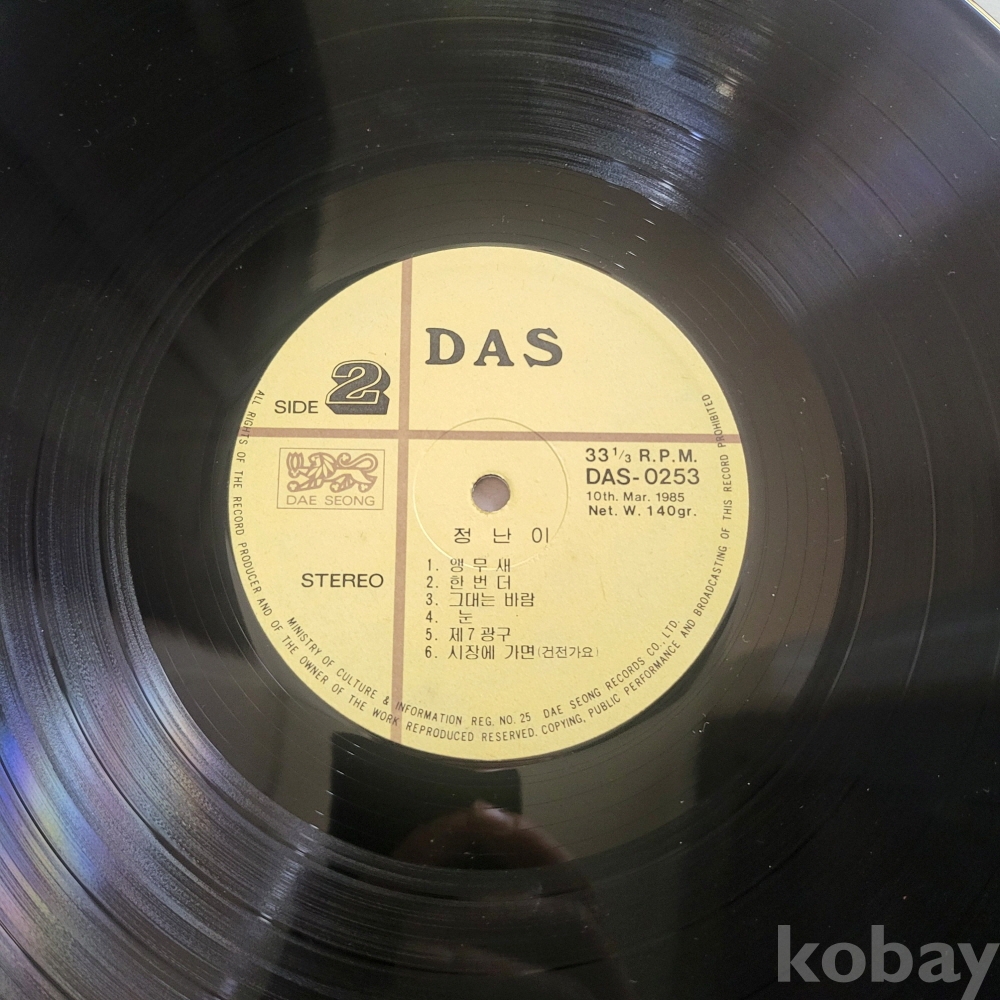 DAS
SIDE 2
DAE SEONG
STEREO
33 1/3 R.P.M.
DAS-0253
10th. Mar. 1985
Net. W. 140gr.
정 난 이
1. 앵 무 새
2. 한 번 더
3. 그대는 바람
4. 눈
5. 제 7 광구
6. 시장에 가면(건전가요)
MINISTRY OF CULTURE & INFORMATION REG. NO. 25 DAE SEONG RECORDS CO., LTD.
ALL RIGHTS OF THE RECORD PRODUCER AND OF THE OWNER OF THE WORK REPRODUCED RESERVED. COPYING, PUBLIC PERFORMANCE AND BROADCASTING OF THIS RECORD PROHIBITED
kobay